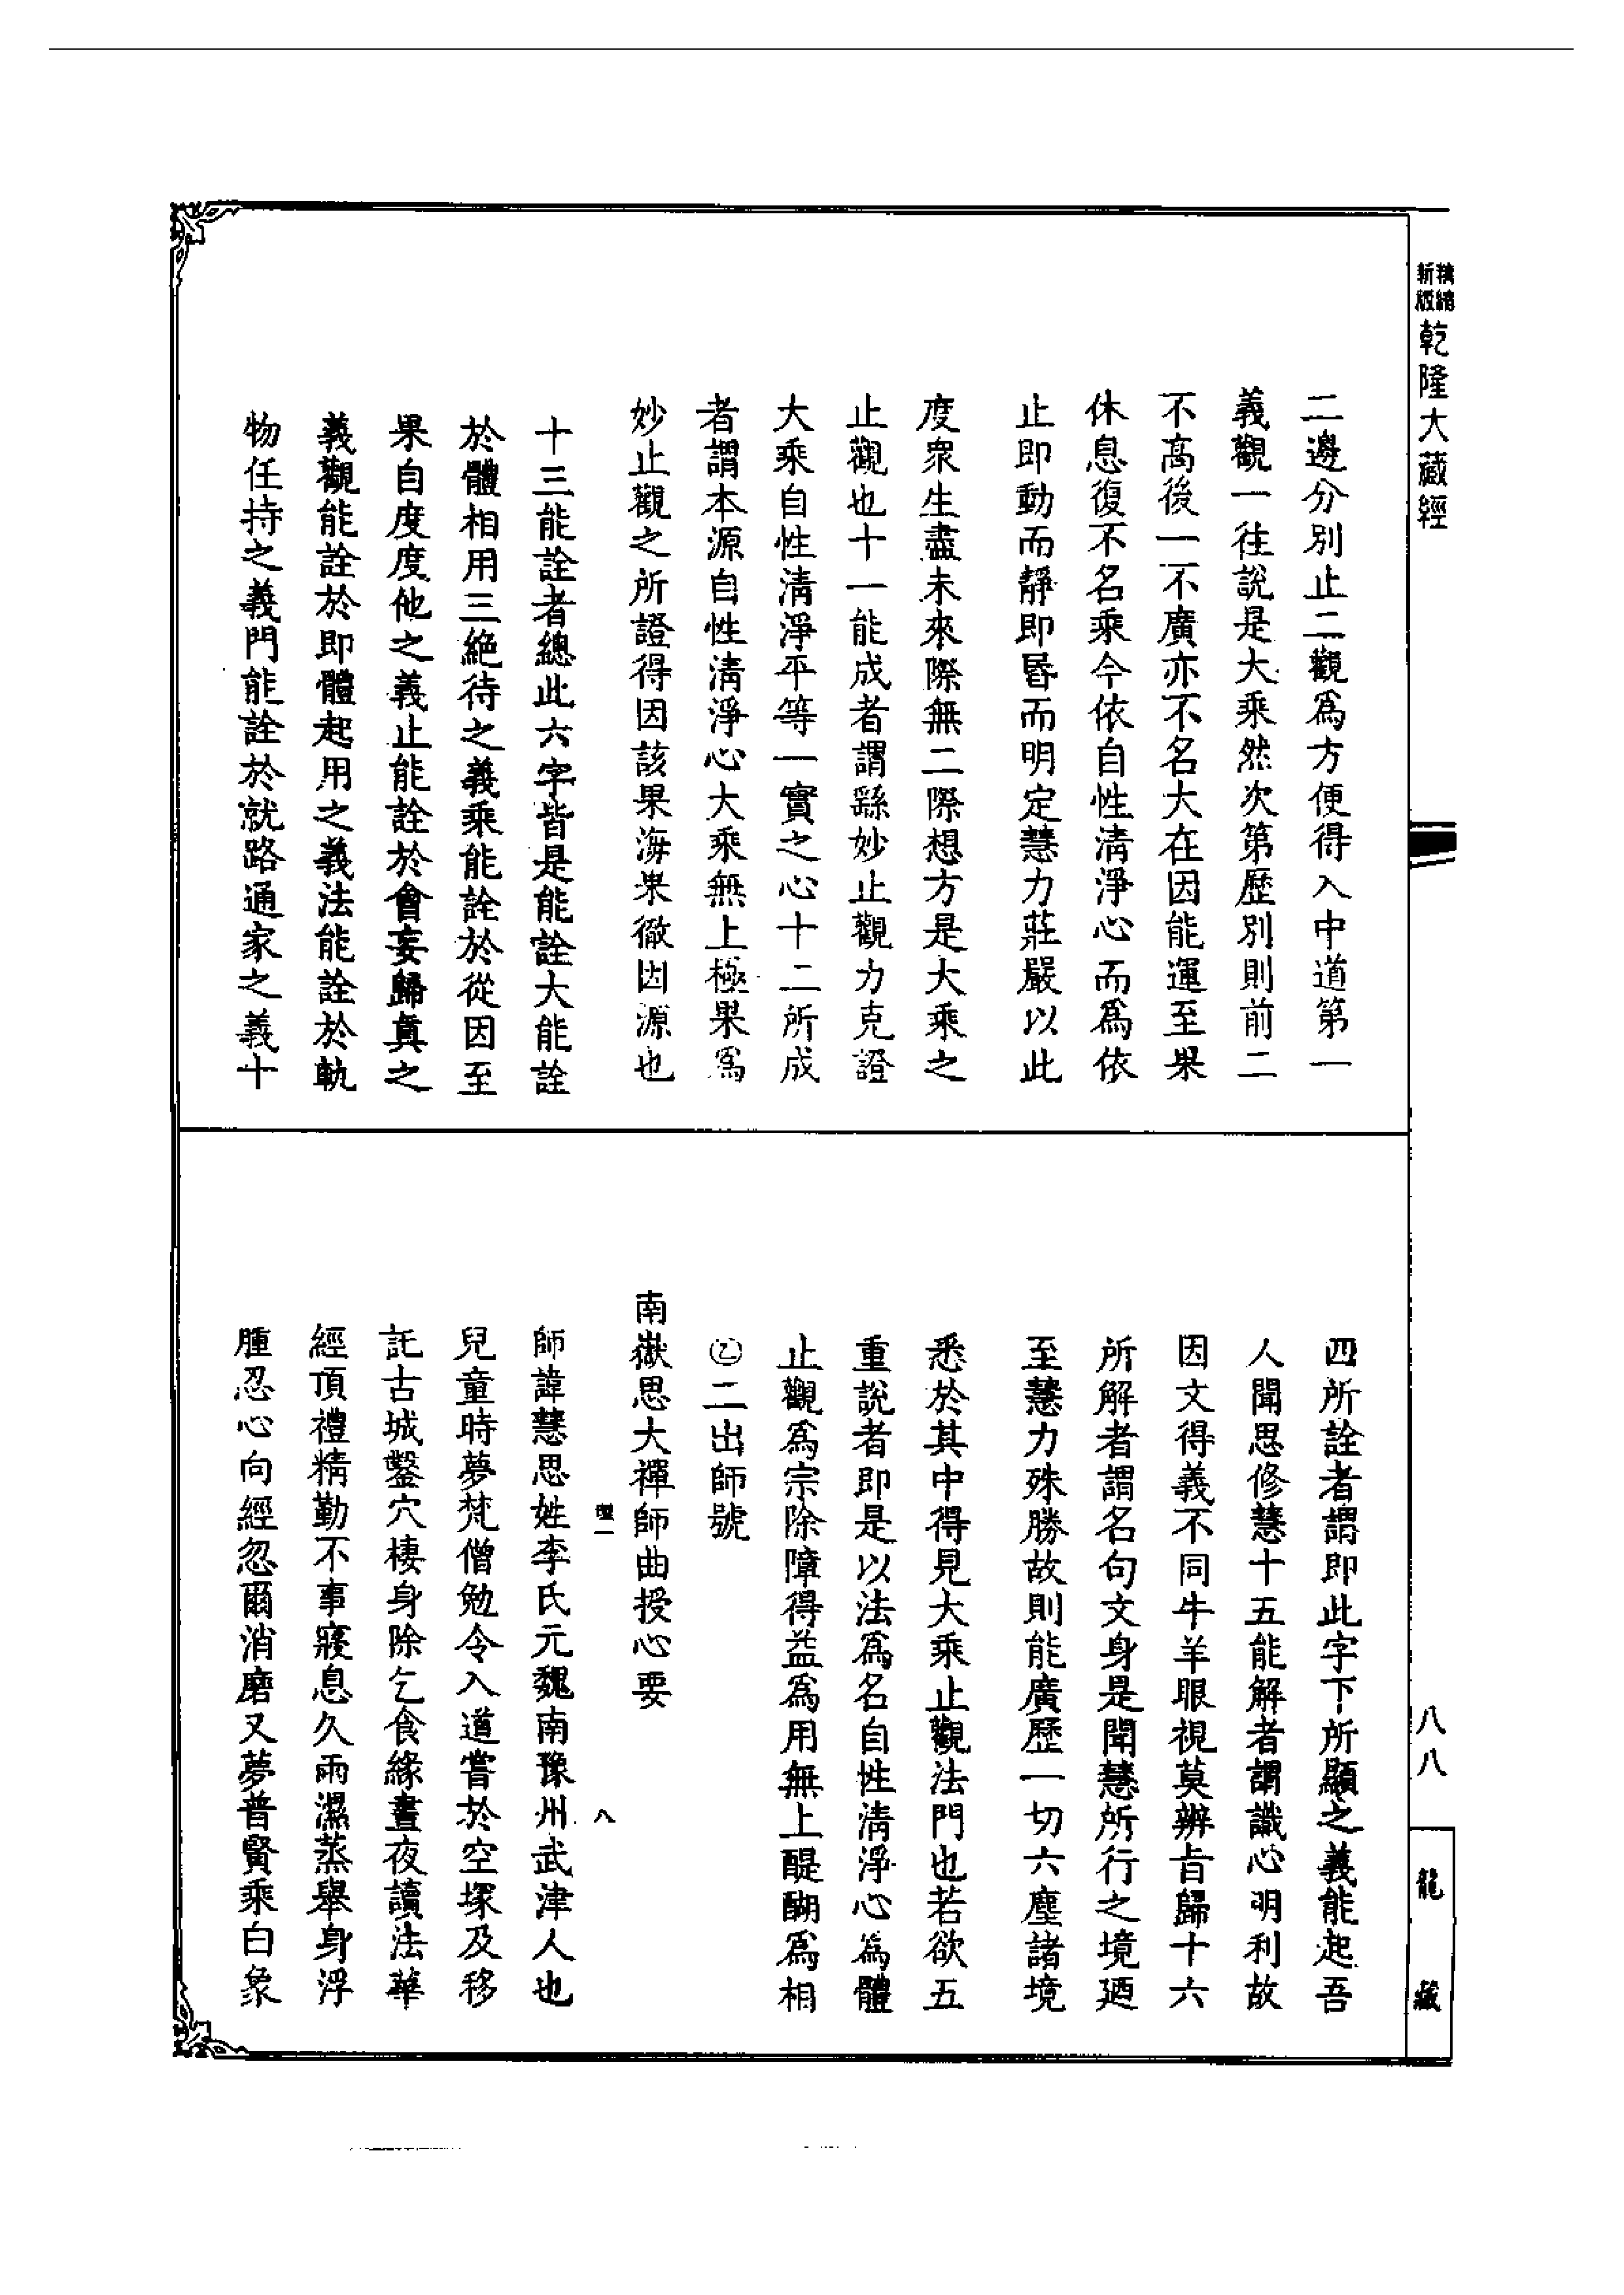 精縮新版乾隆大藏經
二邊分別止二觀爲方便得入中道第一
義觀一往說是大乘然次第歷別則前二
不高後一不廣亦不名大在因能運至果
休息復不名乘今依自性清淨心而爲依
止即動而靜即昬而明定慧力莊嚴以此
度衆生盡未來際無二際想方是大乘之
止觀也十一能成者謂繇妙止觀力克證
大乘自性清淨平等一實之心十二所成
者謂本源自性清淨心大乘無上極果爲
妙止觀之所證得因該果海果徹因源也
十三能詮者總此六字皆是能詮大能詮
於體相用三絕待之義乘能詮於從因至
果自度度他之義止能詮於會妄歸真之
義觀能詮於即體起用之義法能詮於軌
物任持之義門能詮於就路通家之義十
四所詮者謂即此字下所顯之義能起吾
人聞思修慧十五能解者謂識心明利故
因文得義不同牛羊眼視莫辨旨歸十六
所解者謂名句文身是聞慧所行之境廼
至慧力殊勝故則能廣歷一切六塵諸境
悉於其中得見大乘止觀法門也若欲五
重說者即是以法爲名自性清淨心爲體
止觀爲宗除障得益爲用無上醍醐爲相
㊁二出師號
南嶽思大禪師曲授心要
八
師諱慧思姓李氏元魏南豫州武津人也
兒童時夢梵僧勉令入道嘗於空塚及移
託古城鑿穴棲身除乞食緣晝夜讀法華
經頂禮精勤不事寢息久雨濕蒸舉身浮
腫忍心向經忽爾消磨又夢普賢乘白象
八八
龍藏